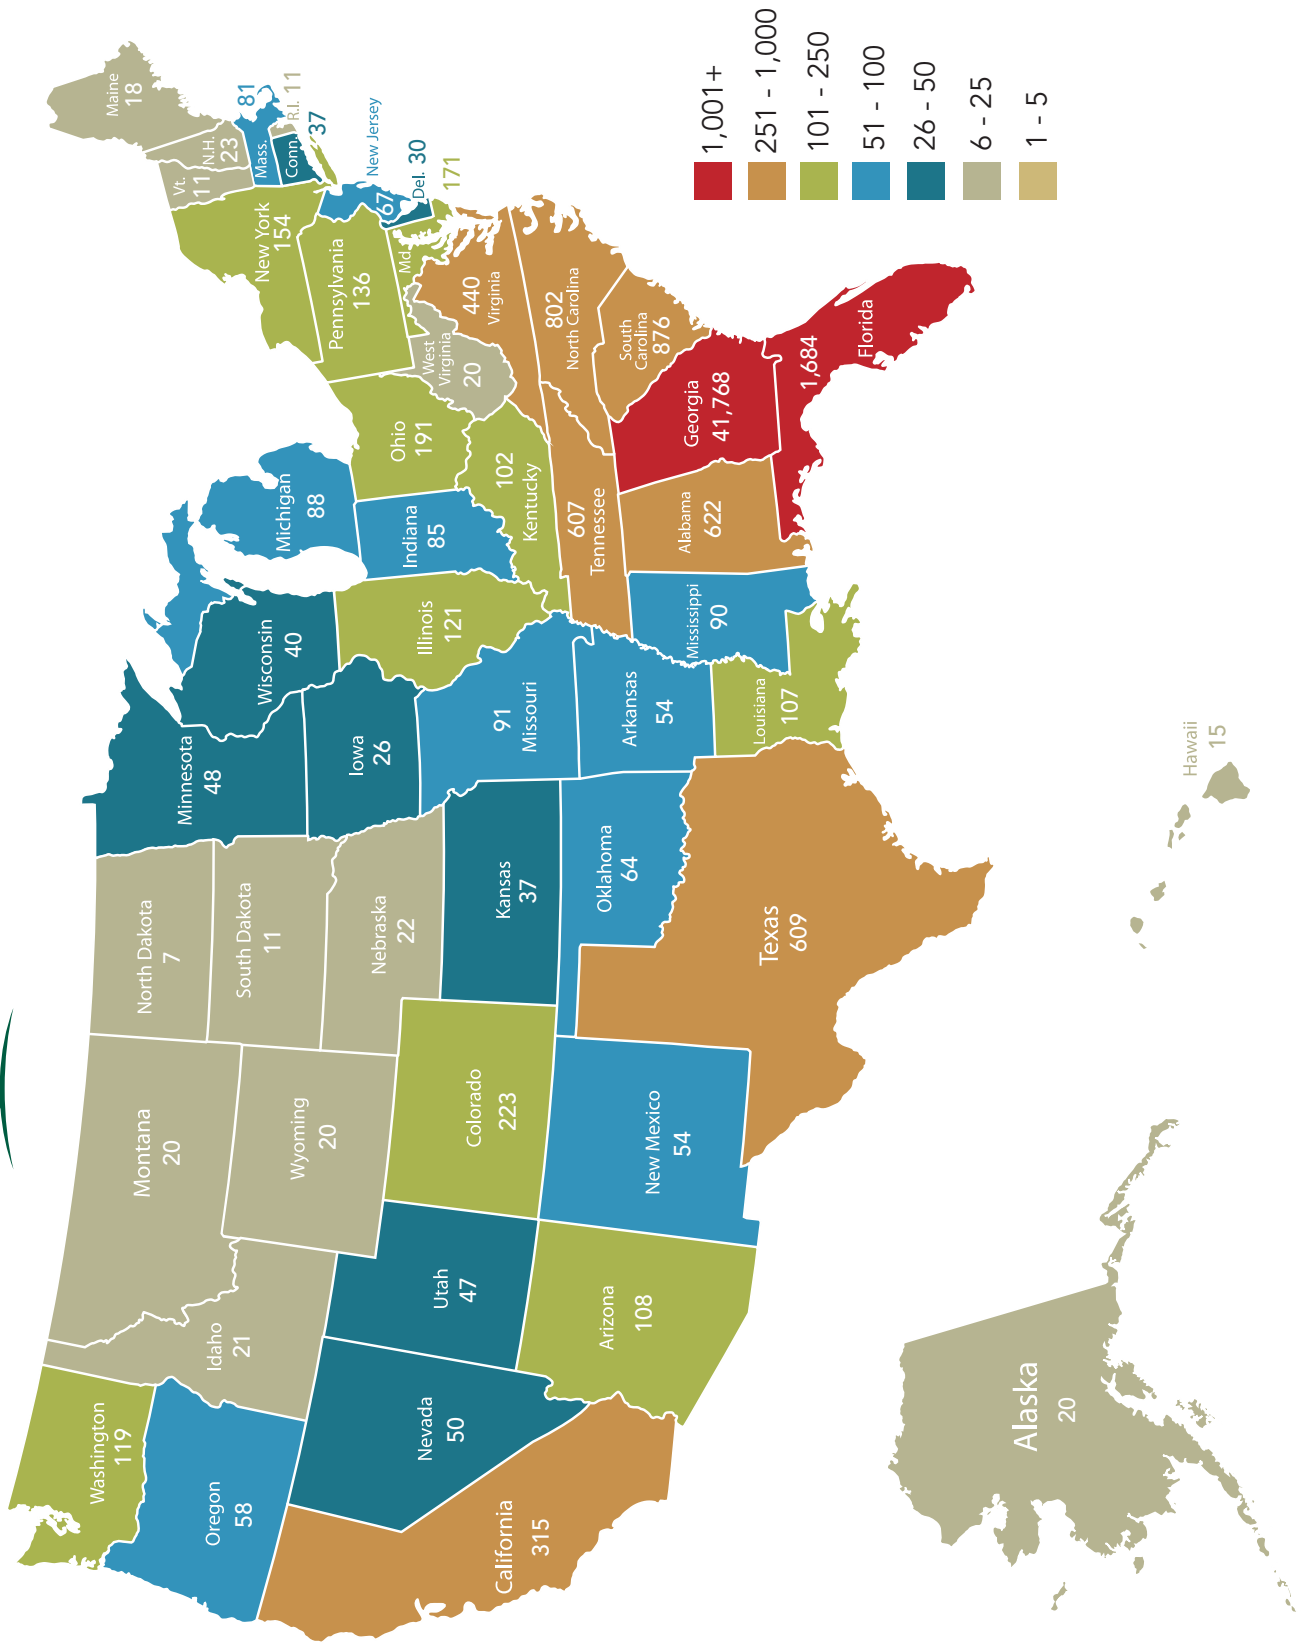 Washington
119
Oregon
58
California
315
Nevada
50
Idaho
21
Montana
20
Wyoming
20
Utah
47
Arizona
108
Colorado
223
New Mexico
54
North Dakota
7
South Dakota
11
Nebraska
22
Kansas
37
Oklahoma
64
Texas
609
Minnesota
48
Iowa
26
91
Missouri
Arkansas
54
Louisiana
107
Wisconsin
40
Illinois
121
Mississippi
90
Michigan
88
Indiana
85
Ohio
191
102
Kentucky
607
Tennessee
Alabama
622
Georgia
41,768
1,684
Florida
South
Carolina
876
802
North Carolina
440
Virginia
West
Virginia
20
Pennsylvania
136
New York
154
Vt.
11
N.H.
23
Maine
18
Mass.
81
R.I. 11
Conn.
37
New Jersey
67
Del. 30
Md.
171
Alaska
20
Hawaii
15
1,001+
251 - 1,000
101 - 250
51 - 100
26 - 50
6 - 25
1 - 5